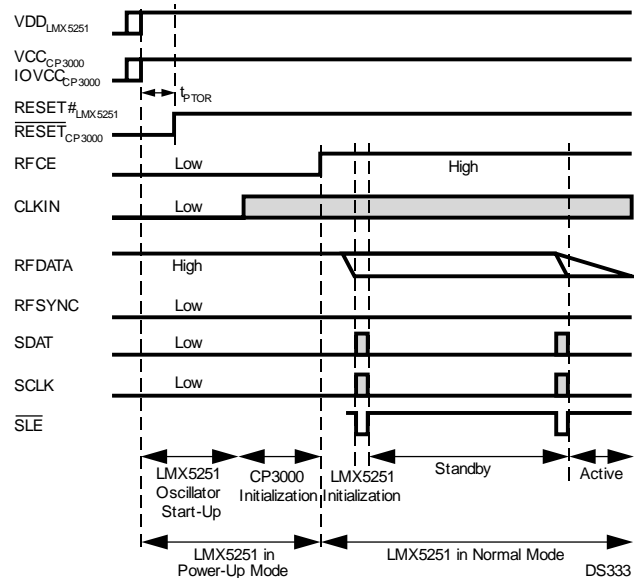 VDD LMX5251
VCC CP3000
IOVCC CP3000
tPTOR
RESET# LMX5251
RESET CP3000
RFCE Low High
CLKIN Low
RFDATA High
RFSYNC Low
SDAT Low
SCLK Low
SLE
LMX5251 Oscillator Start-Up
CP3000 Initialization
LMX5251 Initialization
Standby
Active
LMX5251 in Power-Up Mode
LMX5251 in Normal Mode
DS333